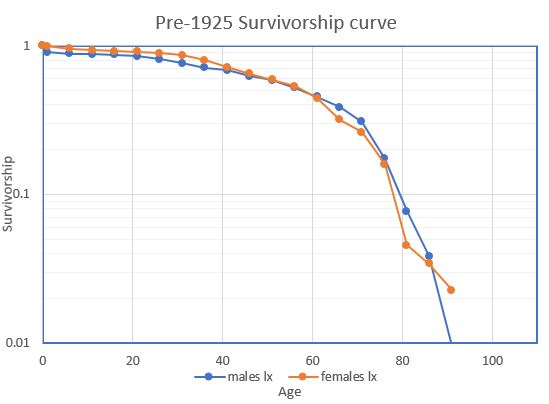 Pre-1925 Survivorship curve
1
0.1
0.01
Survivorship
0 20 40 60 80 100
males lx females lx
Age